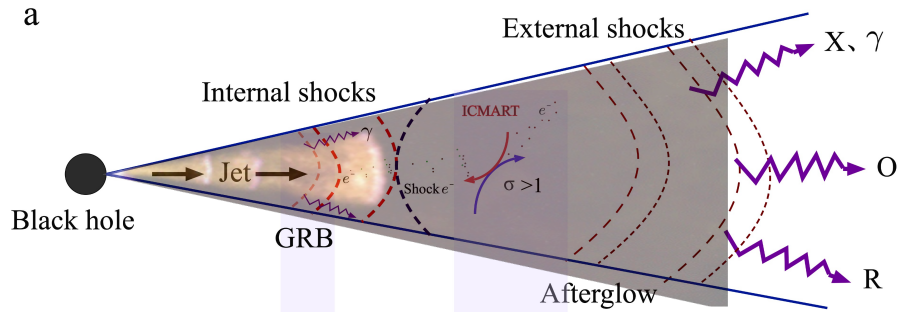 a
External shocks
X、γ
Internal shocks
ICMART
e⁻
γ
Jet
e⁻
Shock e⁻
σ >1
O
Black hole
GRB
Afterglow
R